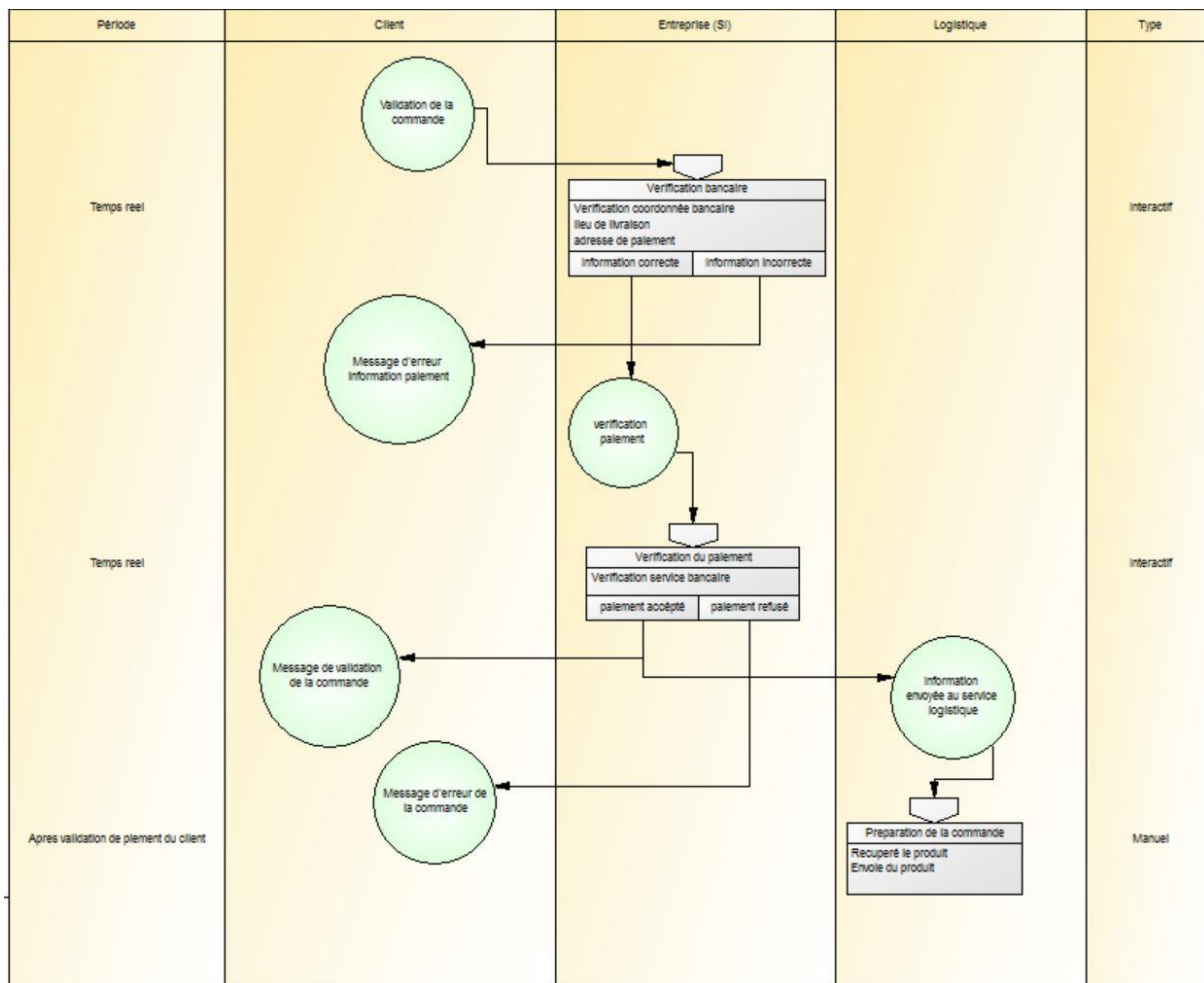 Période
Client
Entreprise (SI)
Logistique
Type
Validation de la
commande
Verification bancaire
Verification coordonnée bancaire
lieu de livraison
adresse de paiement
Information correcte
Information incorrecte
Temps reel
Interactif
Message d'erreur
information paiement
verification
paiement
Verification du paiement
Verification service bancaire
paiement accépté
paiement refusé
Temps reel
Interactif
Message de validation
de la commande
Information
envoyée au service
logistique
Message d'erreur de
la commande
Preparation de la commande
Recuperé le produit
Envoie du produit
Apres validation de piement du client
Manuel